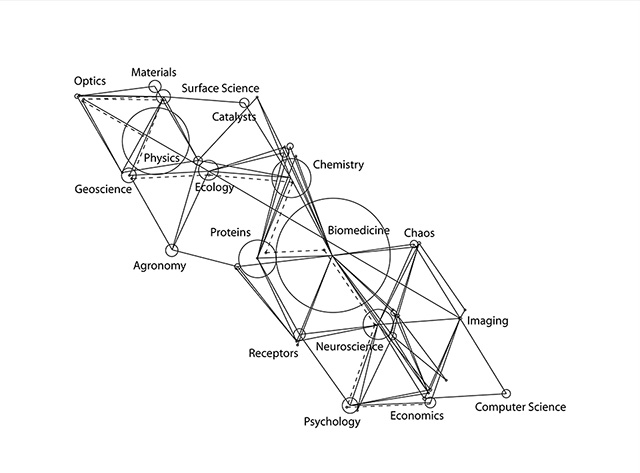 Materials
Optics
Surface Science
Catalysts
Physics
Chemistry
Geoscience
Ecology
Proteins
Biomedicine
Chaos
Agronomy
Imaging
Neuroscience
Receptors
Computer Science
Economics
Psychology